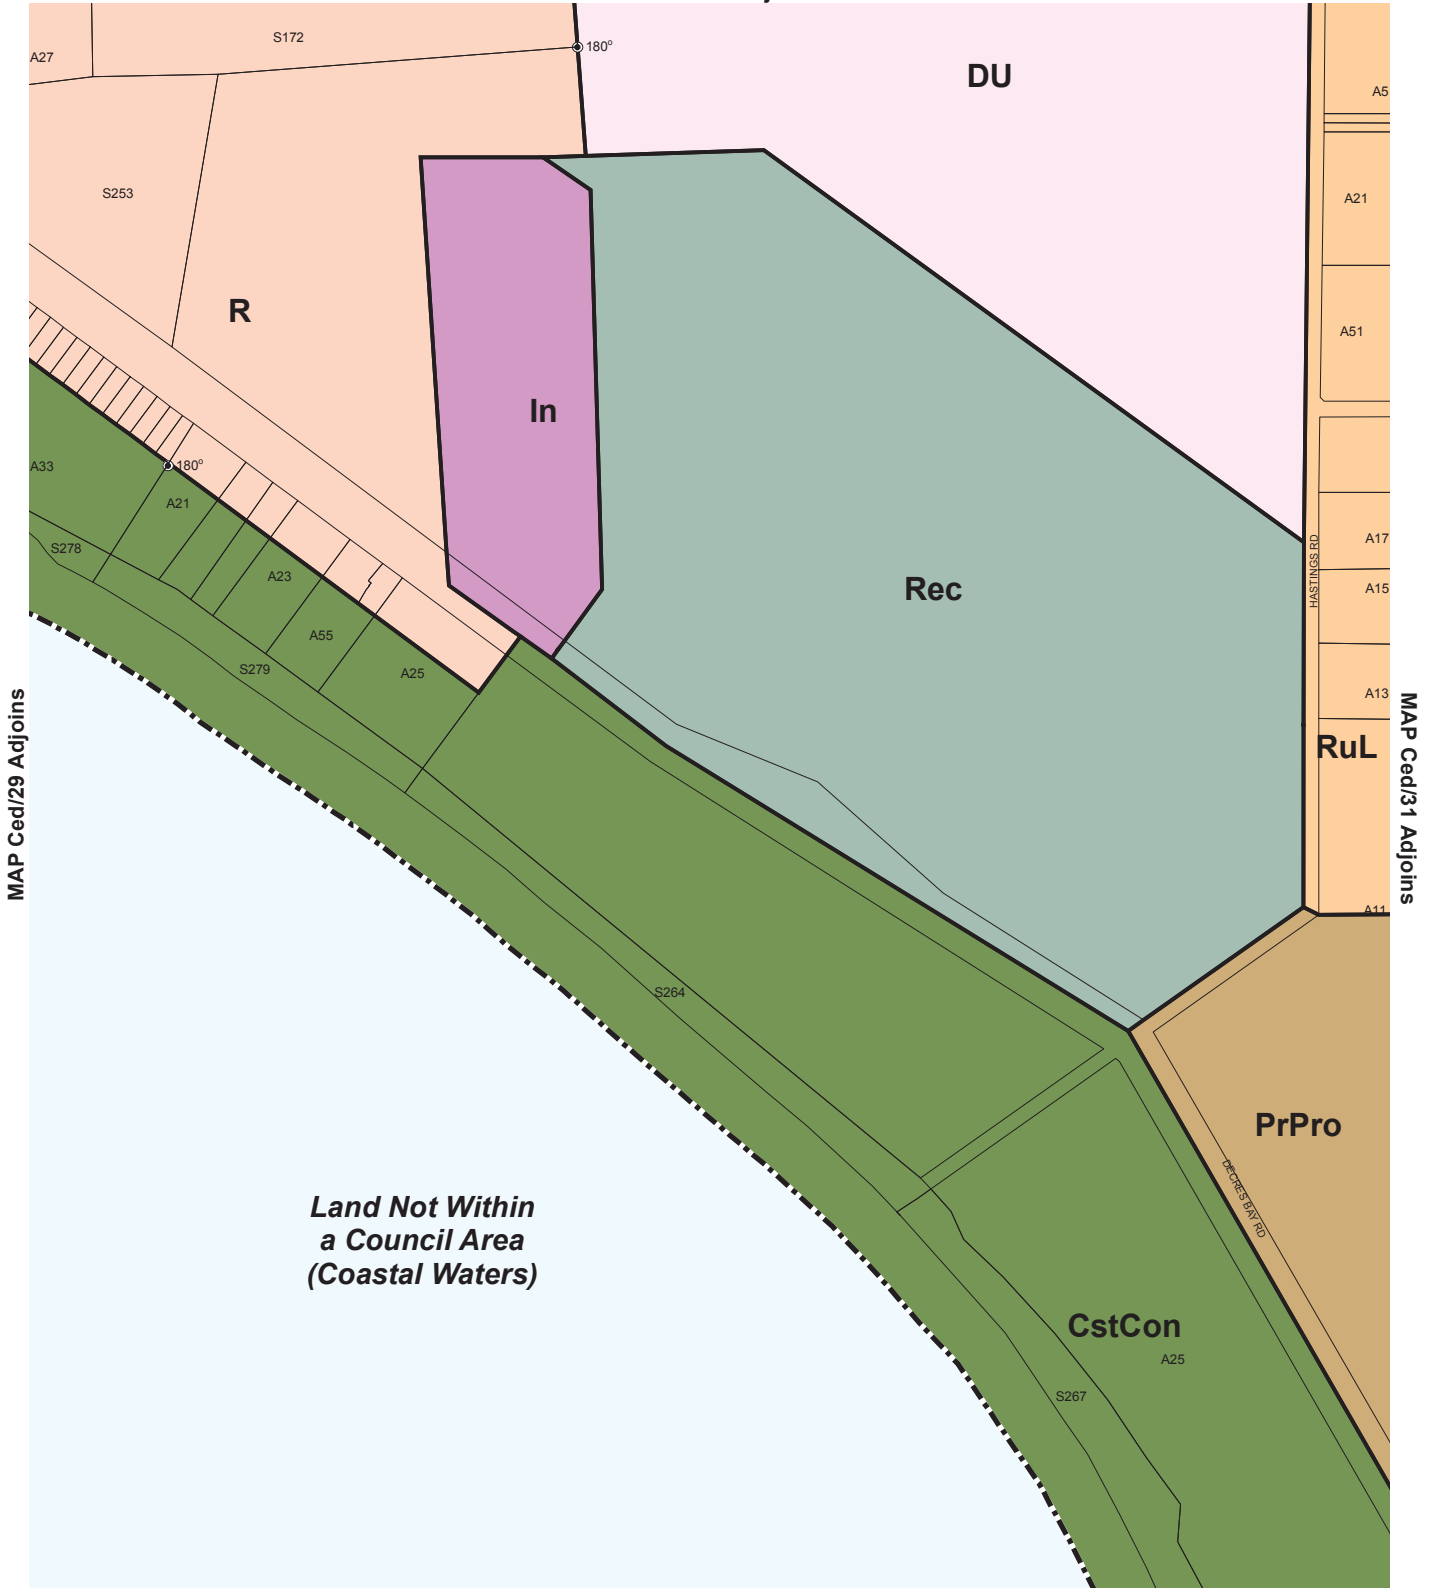 S172
180°
A27
DU
A5
S253
A21
R
A51
In
A33
180°
A21
A17
S278
HASTINGS RD
A23
Rec
A15
A55
S279
A25
A13
MAP Ced/29 Adjoins
MAP Ced/31 Adjoins
RuL
A11
S264
PrPro
DECRES BAY RD
Land Not Within
a Council Area
(Coastal Waters)
CstCon
A25
S267